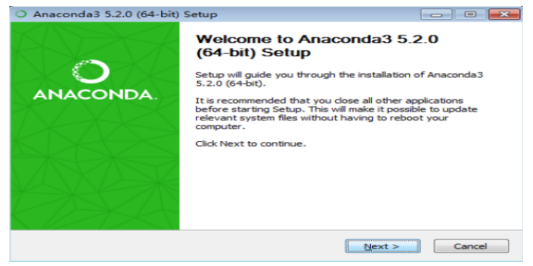 Anaconda3 5.2.0 (64-bit) Setup
Welcome to Anaconda3 5.2.0
(64-bit) Setup
Setup will guide you through the installation of Anaconda3
5.2.0 (64-bit).
It is recommended that you close all other applications
before starting Setup. This will make it possible to update
relevant system files without having to reboot your
computer.
Click Next to continue.
ANACONDA.
Next >
Cancel